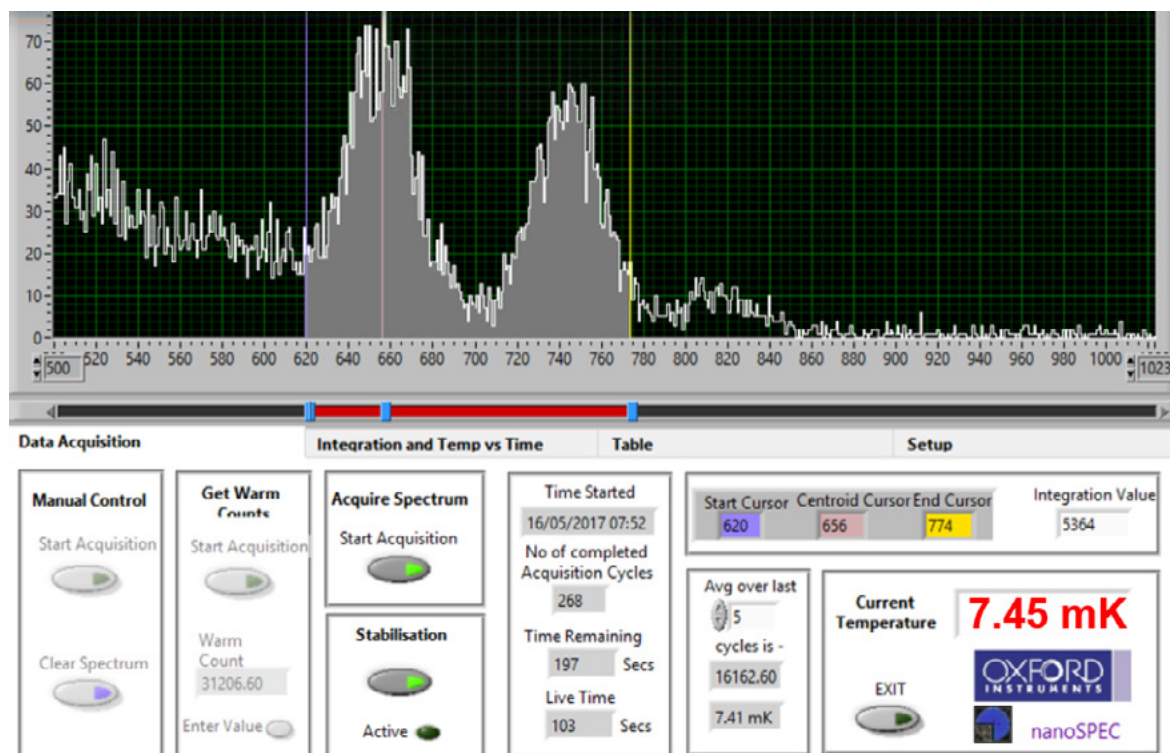 70
60
50
40
30
20
10
0
520 540 560 580 600 620 640 660 680 700 720 740 760 780 800 820 840 860 880 900 920 940 960 980 1000
500
1023
Data Acquisition
Integration and Temp vs Time
Table
Setup
Manual Control
Start Acquisition
Clear Spectrum
Get Warm
Counts
Start Acquisition
Warm
Count
31206.60
Enter Value
Acquire Spectrum
Start Acquisition
Stabilisation
Active
Time Started
16/05/2017 07:52
No of completed
Acquisition Cycles
268
Time Remaining
197 Secs
Live Time
103 Secs
Start Cursor Centroid Cursor End Cursor
620 656 774
Integration Value
5364
Avg over last
5
cycles is -
16162.60
7.41 mK
Current
Temperature
7.45 mK
EXIT
OXFORD
INSTRUMENTS
nanoSPEC